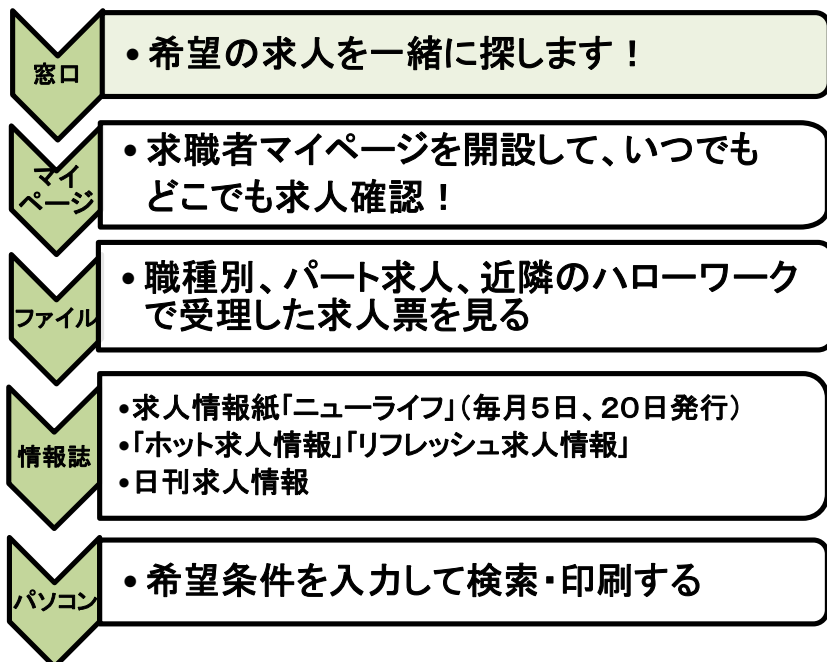 窓口
•希望の求人を一緒に探します！
マイ
ページ
•求職者マイページを開設して、いつでも
どこでも求人確認！
ファイル
•職種別、パート求人、近隣のハローワーク
で受理した求人票を見る
情報誌
•求人情報紙｢ニューライフ｣（毎月５日、２０日発行）
•｢ホット求人情報｣｢リフレッシュ求人情報｣
•日刊求人情報
パソコン
•希望条件を入力して検索･印刷する